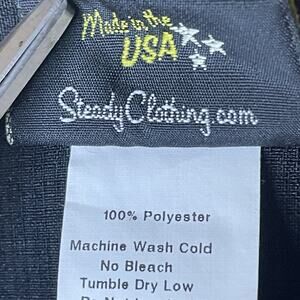 Made in the
USA
SteadyClothing.com
100% Polyester
Machine Wash Cold
No Bleach
Tumble Dry Low